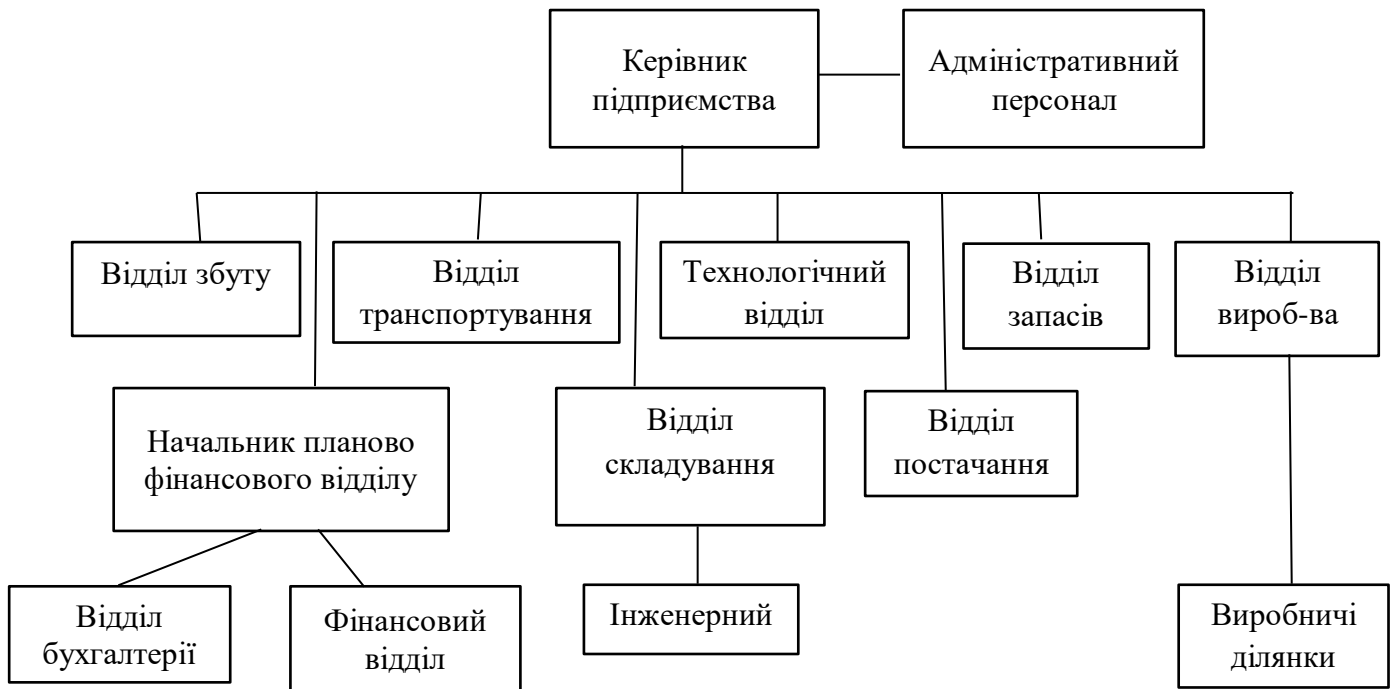 Керівник
підприємства
Адміністративний
персонал
Відділ збуту
Відділ
транспортування
Технологічний
відділ
Відділ
запасів
Відділ
вироб-ва
Начальник планово
фінансового відділу
Відділ
складування
Відділ
постачання
Відділ
бухгалтерії
Фінансовий
відділ
Інженерний
Виробничі
ділянки